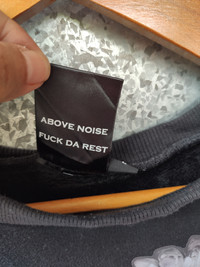 ABOVE NOISE
FUCK DA REST